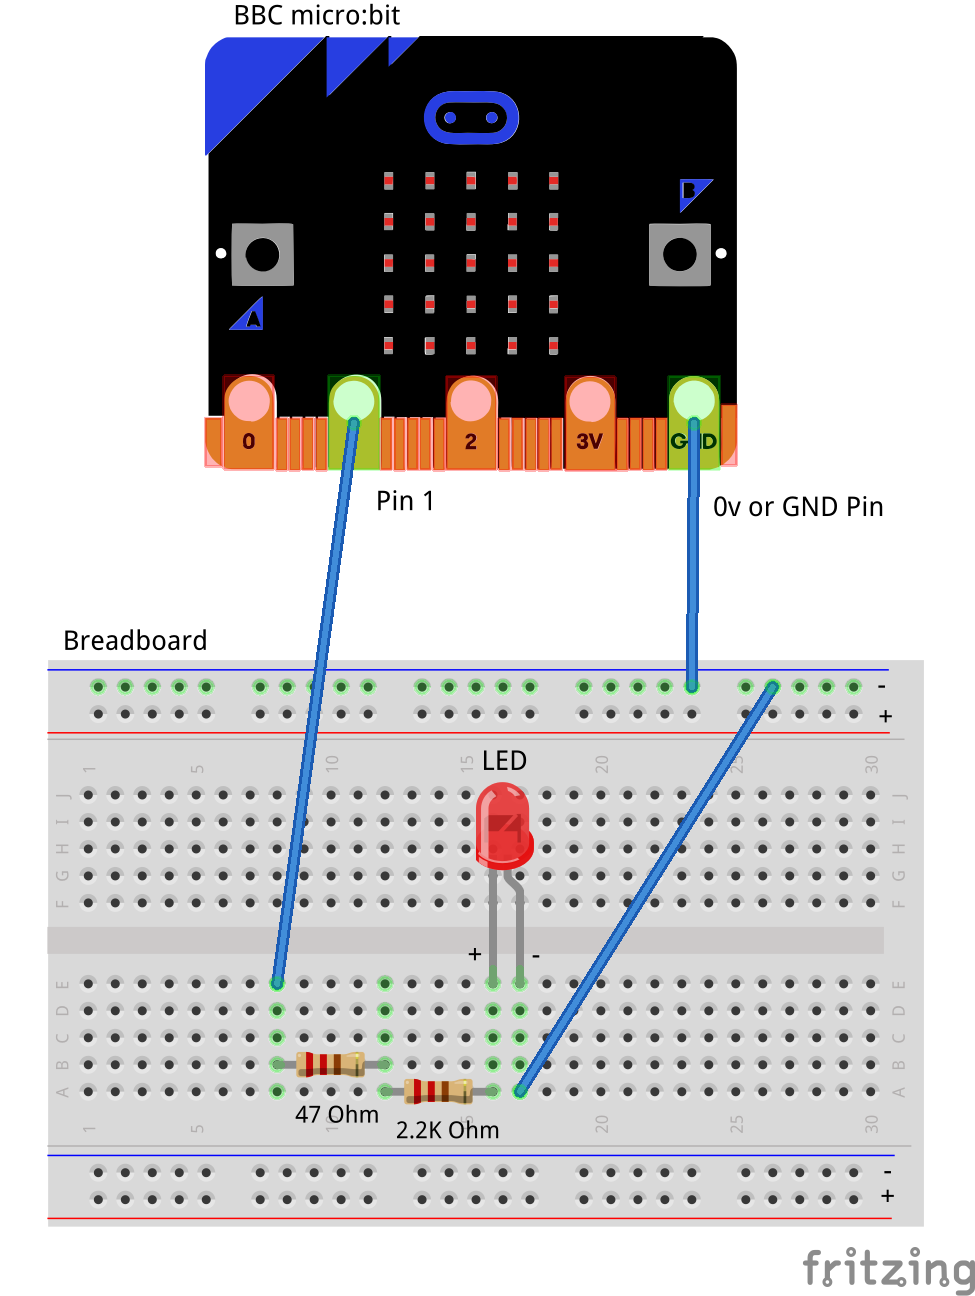 BBC micro:bit
B
A
0
2
3V
GND
Pin 1
0v or GND Pin
Breadboard
-
+
LED
1 5 10 15 20 25 30
J J
I I
H H
G G
F F
+ -
E E
D D
C C
B B
A A
47 Ohm
2.2K Ohm
1 5 10 15 20 25 30
-
+
fritzing